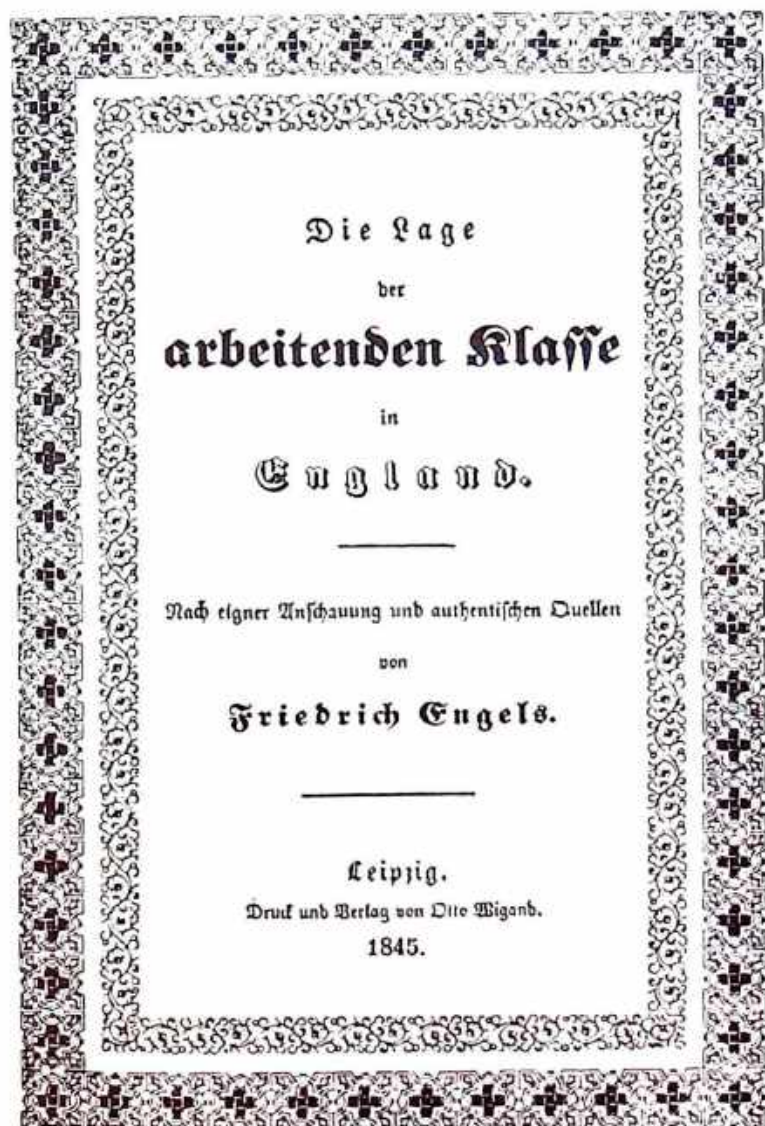 Die Lage
der
arbeitenden Klasse
in
England.
Nach eigner Anschauung und authentischen Quellen
von
Friedrich Engels.
Leipzig.
Druck und Verlag von Otto Wigand.
1845.